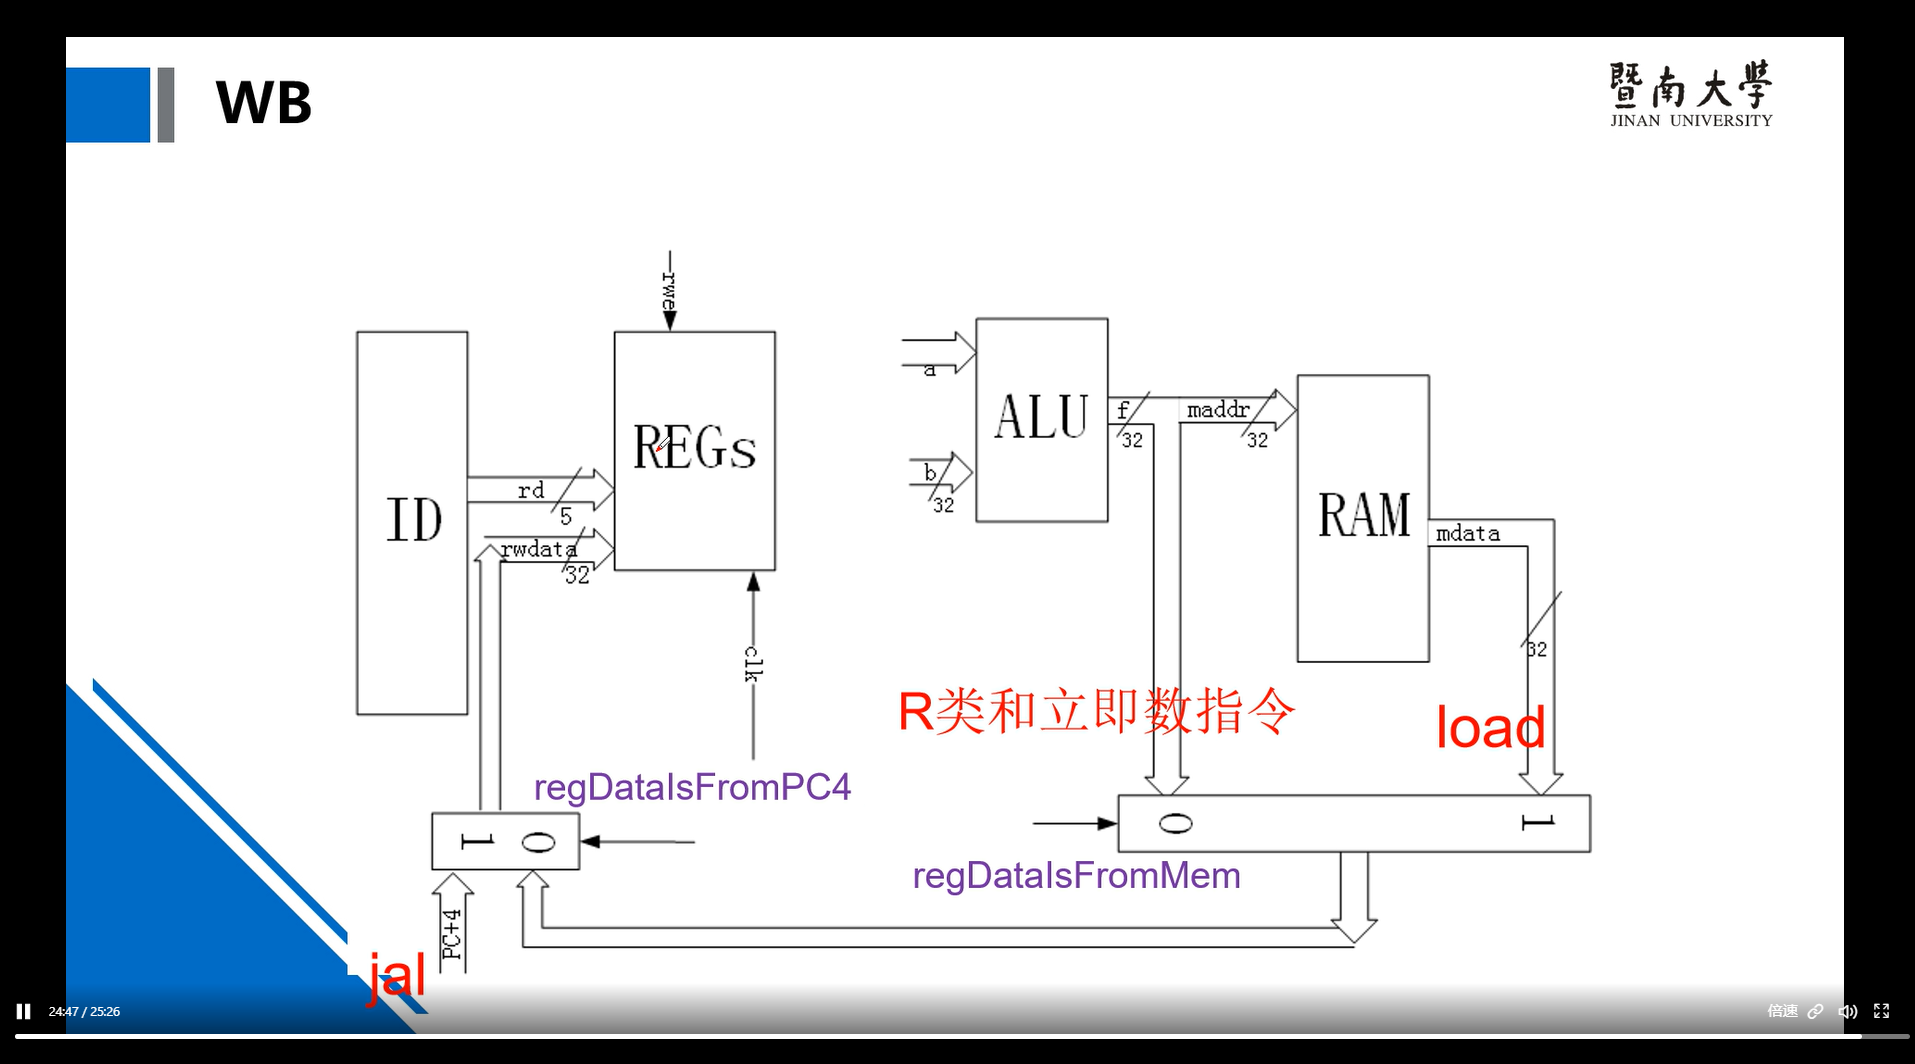 WB
暨南大學
JINAN UNIVERSITY
rwe
ID
REGs
rd
5
rwdata
32
clk
a
b
32
ALU
f
32
maddr
32
RAM
mdata
32
R类和立即数指令
load
regDataIsFromPC4
1 0
0 1
regDataIsFromMem
PC+4
jal
24:47 / 25:26
倍速